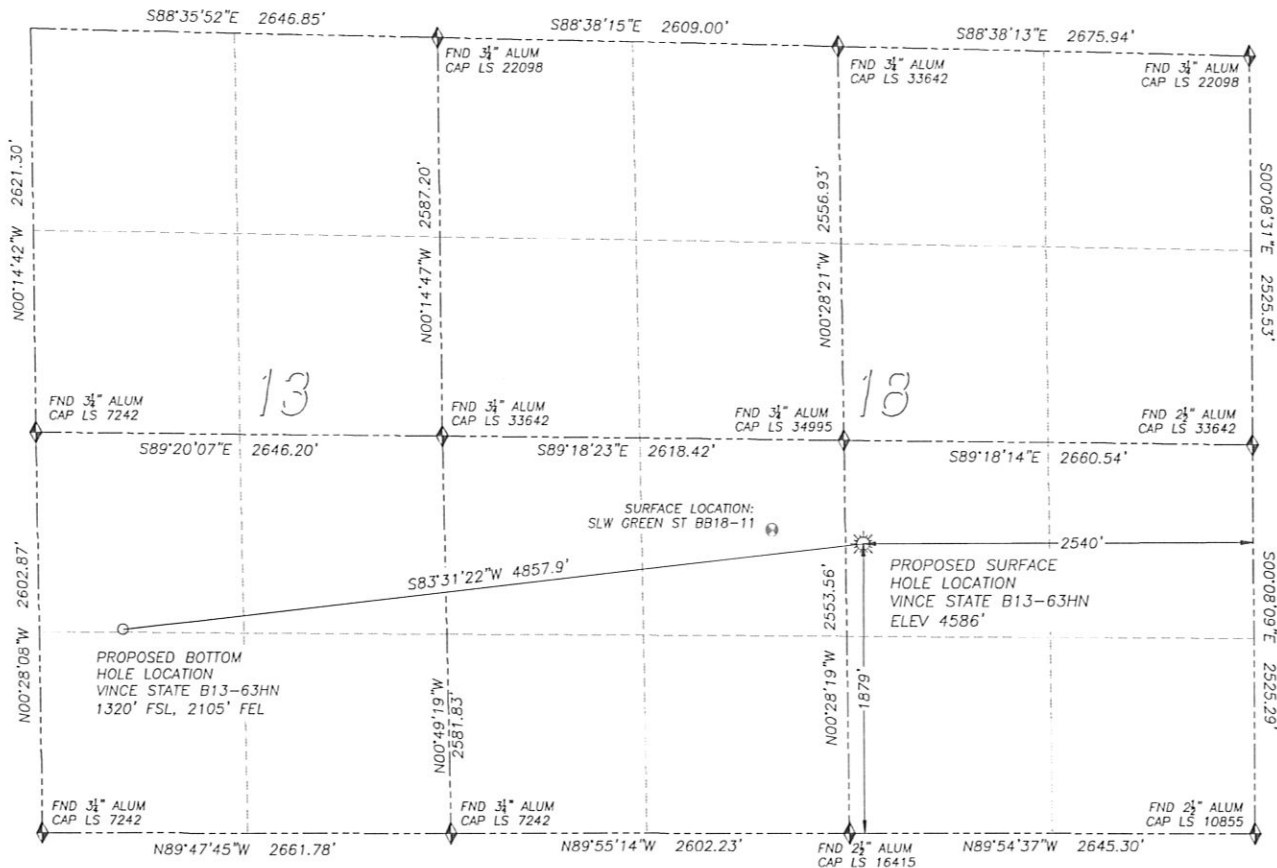 S88°35'52"E 2646.85'
S88°38'15"E 2609.00'
S88°38'13"E 2675.94'
FND 3¼" ALUM
CAP LS 22098
FND 3¼" ALUM
CAP LS 33642
FND 3¼" ALUM
CAP LS 22098
N00°14'42"W 2621.30'
N00°14'47"W 2587.20'
N00°28'21"W 2556.93'
S00°08'31"E 2525.53'
13
18
FND 3¼" ALUM
CAP LS 7242
FND 3¼" ALUM
CAP LS 33642
FND 3¼" ALUM
CAP LS 34995
FND 2½" ALUM
CAP LS 33642
S89°20'07"E 2646.20'
S89°18'23"E 2618.42'
S89°18'14"E 2660.54'
SURFACE LOCATION:
SLW GREEN ST BB18-11
2540'
S83°31'22"W 4857.9'
PROPOSED SURFACE
HOLE LOCATION
VINCE STATE B13-63HN
ELEV 4586'
N00°28'08"W 2602.87'
N00°49'19"W
2581.83'
N00°28'19"W 2553.56'
1879'
S00°08'09"E 2525.29'
PROPOSED BOTTOM
HOLE LOCATION
VINCE STATE B13-63HN
1320' FSL, 2105' FEL
FND 3¼" ALUM
CAP LS 7242
FND 3¼" ALUM
CAP LS 7242
FND 2½" ALUM
CAP LS 16415
FND 2½" ALUM
CAP LS 10855
N89°47'45"W 2661.78'
N89°55'14"W 2602.23'
N89°54'37"W 2645.30'